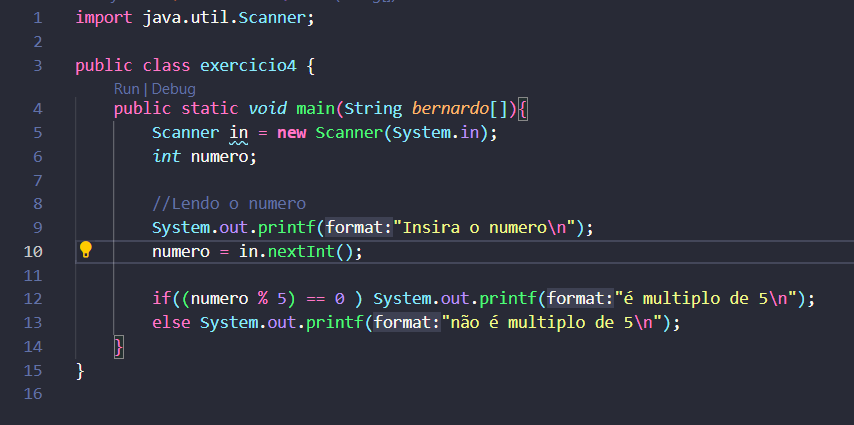 1 import java.util.Scanner;
2
3 public class exercicio4 {
Run | Debug
4 public static void main(String bernardo[]){
5 Scanner in = new Scanner(System.in);
6 int numero;
7
8 //Lendo o numero
9 System.out.printf(format:"Insira o numero\n");
10 numero = in.nextInt();
11
12 if((numero % 5) == 0 ) System.out.printf(format:"é multiplo de 5\n");
13 else System.out.printf(format:"não é multiplo de 5\n");
14 }
15 }
16